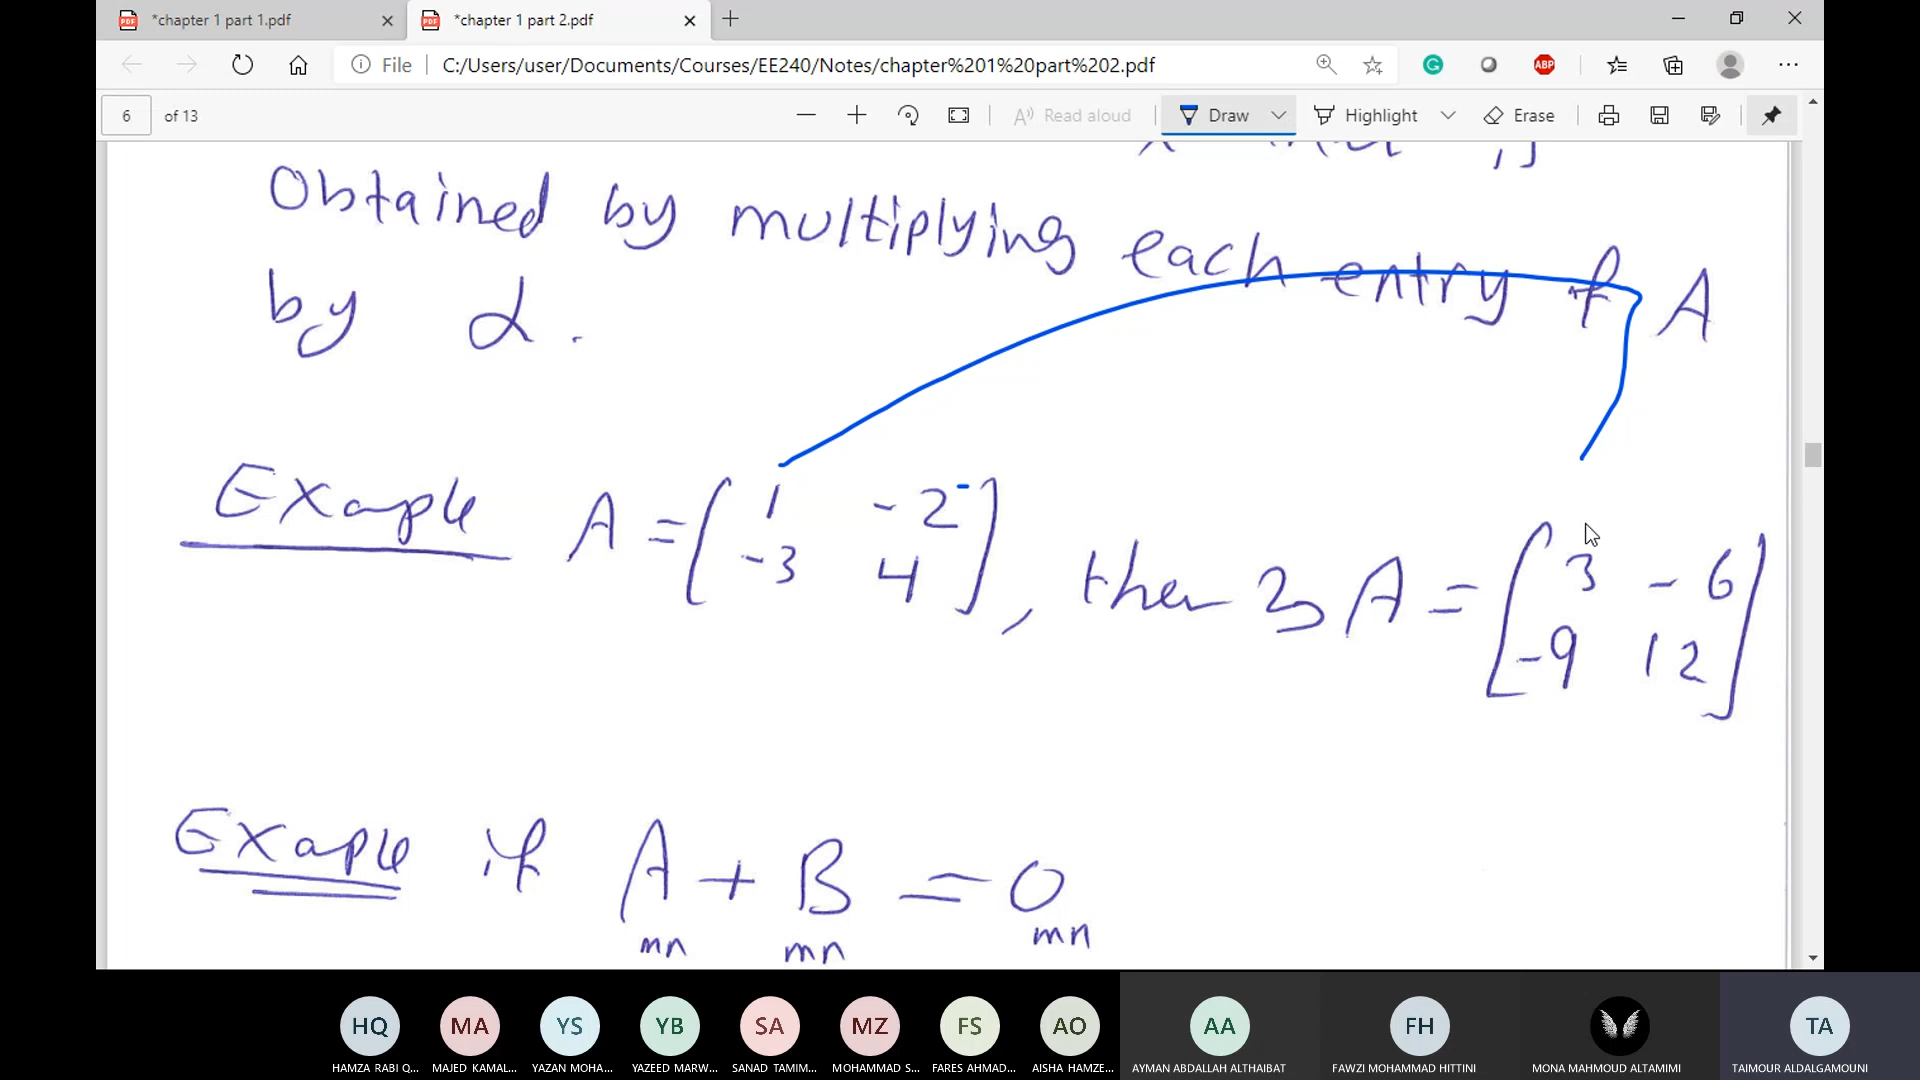 *chapter 1 part 1.pdf
*chapter 1 part 2.pdf
File
C:/Users/user/Documents/Courses/EE240/Notes/chapter%201%20part%202.pdf
ABP
6 of 13
Read aloud
Draw
Highlight
Erase
Obtained by multiplying each entry of A
by α.
Example A = [ 1 -2
-3 4 ] , then 3 A = [ 3 -6
-9 12 ]
Exaple if A + B = 0
mn mn mn
HQ MA YS YB SA MZ FS AO AA FH TA
HAMZA RABI Q... MAJED KAMAL... YAZAN MOHA... YAZEED MARW... SANAD TAMIM... MOHAMMAD S... FARES AHMAD... AISHA HAMZE... AYMAN ABDALLAH ALTHAIBAT FAWZI MOHAMMAD HITTINI MONA MAHMOUD ALTAMIMI TAIMOUR ALDALGAMOUNI